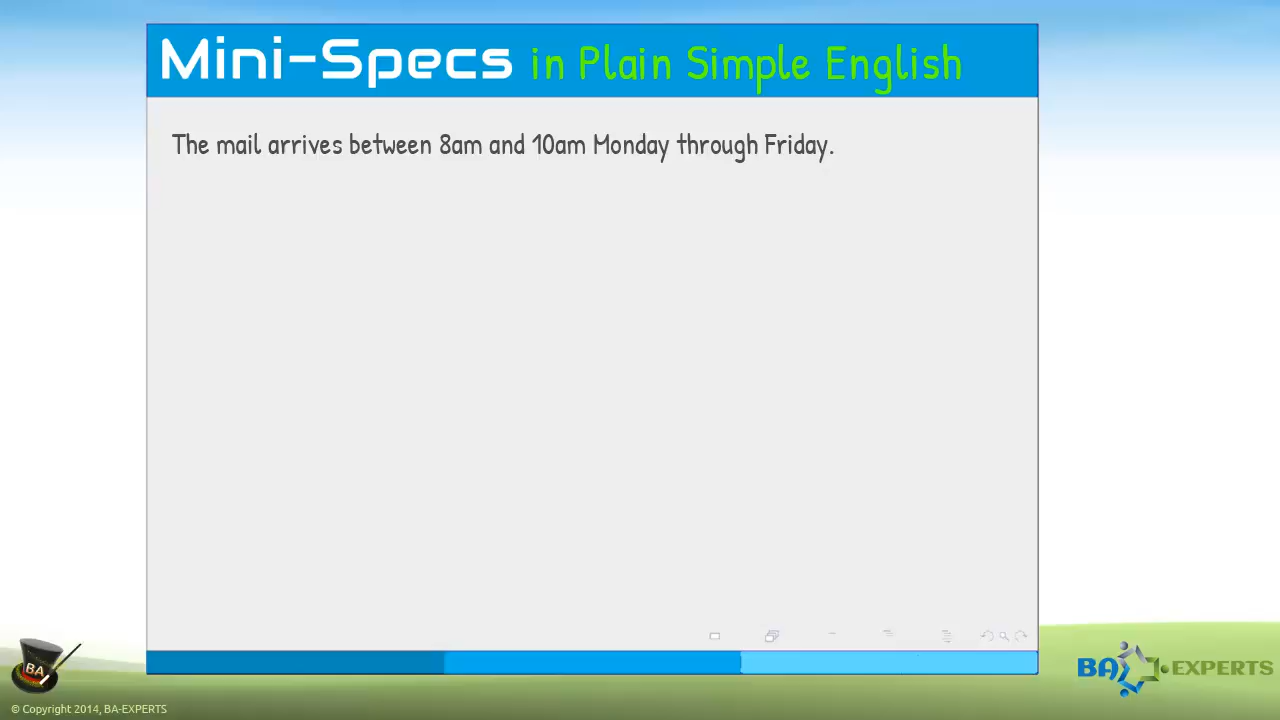 Mini-Specs in Plain Simple English
The mail arrives between 8am and 10am Monday through Friday.
BA
© Copyright 2014, BA-EXPERTS
BA EXPERTS